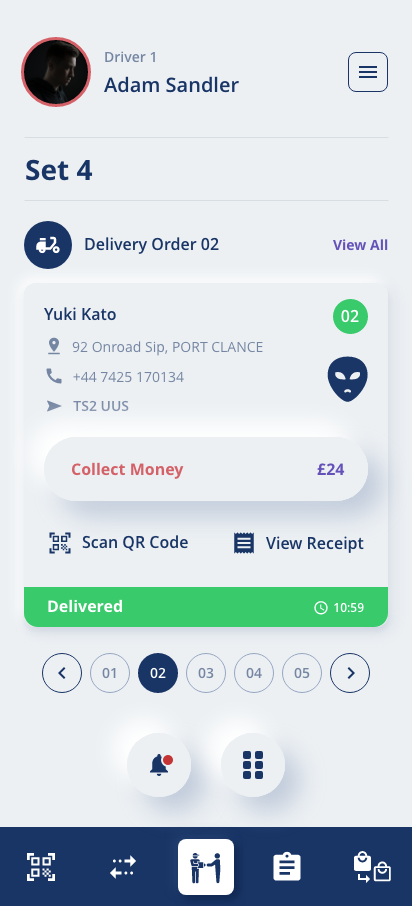 Driver 1
Adam Sandler
Set 4
Delivery Order 02
View All
Yuki Kato
02
92 Onroad Sip, PORT CLANCE
+44 7425 170134
TS2 UUS
Collect Money
£24
Scan QR Code
View Receipt
Delivered
10:59
01
02
03
04
05